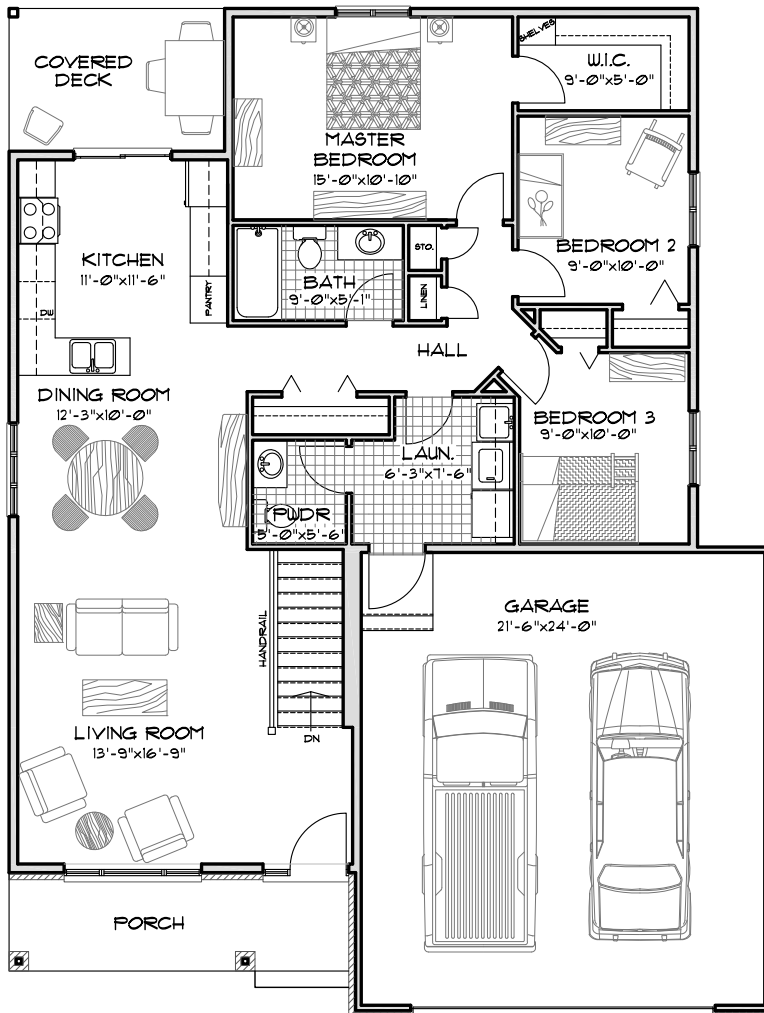 SHELVES
W.I.C.
9'-0"x5'-0"
COVERED
DECK
MASTER
BEDROOM
15'-0"x10'-10"
BEDROOM 2
9'-0"x10'-0"
KITCHEN
11'-0"x11'-6"
STO.
BATH
9'-0"x5'-1"
PANTRY
LINEN
DW
HALL
DINING ROOM
12'-3"x10'-0"
BEDROOM 3
9'-0"x10'-0"
LAUN.
6'-3"x7'-6"
PWDR
5'-0"x5'-6"
GARAGE
21'-6"x24'-0"
HANDRAIL
LIVING ROOM
13'-9"x16'-9"
DN
PORCH